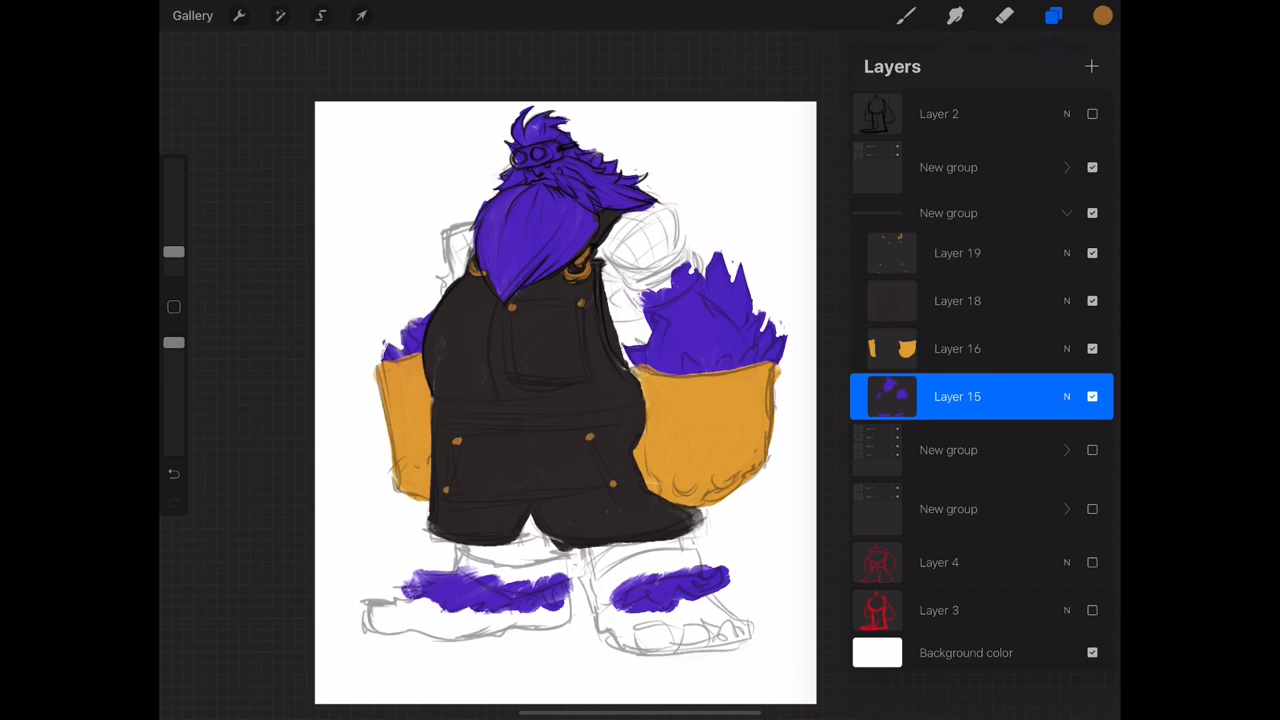 Gallery
Layers
Layer 2 N
New group
New group
Layer 19 N
Layer 18 N
Layer 16 N
Layer 15 N
New group
New group
Layer 4 N
Layer 3 N
Background color